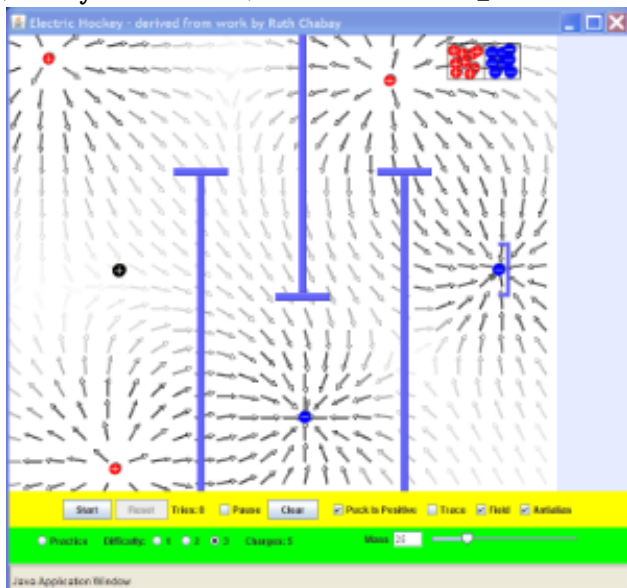 Electric Hockey - derived from work by Ruth Chabay
Start Reset Tries: 0 Pause Clear Puck Is Positive Trace Field Antialias
Practice Difficulty: 1 2 3 Charges: 5 Mass 25
Java Application Window